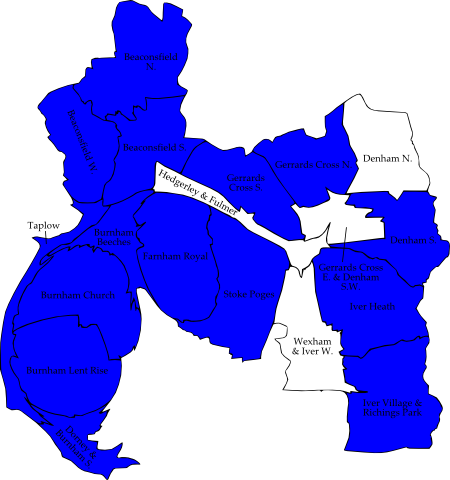 Beaconsfield
N.
Beaconsfield W.
Beaconsfield S.
Gerrards Cross N.
Denham N.
Gerrards
Cross S.
Hedgerley & Fulmer
Taplow
Burnham
Beeches
Farnham Royal
Denham S.
Gerrards Cross
E. & Denham
S.W.
Burnham Church
Stoke Poges
Iver Heath
Wexham
& Iver W.
Burnham Lent Rise
Iver Village &
Richings Park
Dorney &
Burnham S.